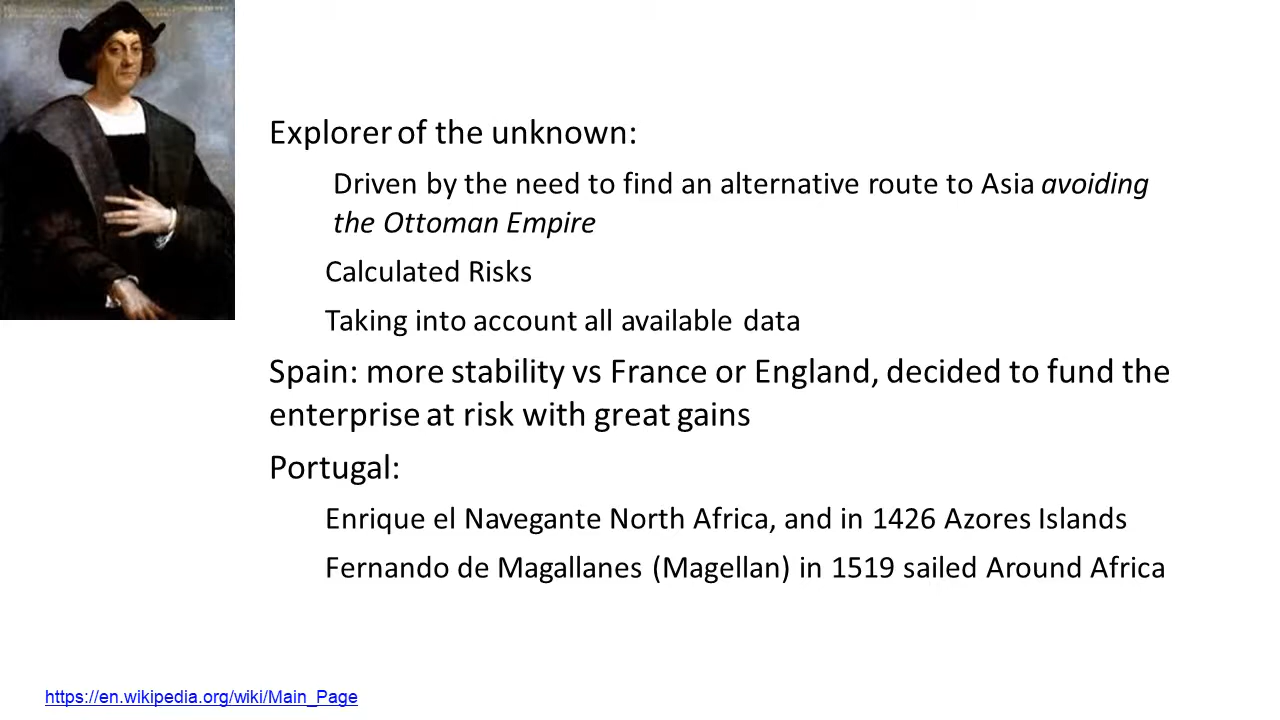 Explorer of the unknown:
Driven by the need to find an alternative route to Asia avoiding
the Ottoman Empire
Calculated Risks
Taking into account all available data
Spain: more stability vs France or England, decided to fund the
enterprise at risk with great gains
Portugal:
Enrique el Navegante North Africa, and in 1426 Azores Islands
Fernando de Magallanes (Magellan) in 1519 sailed Around Africa
https://en.wikipedia.org/wiki/Main_Page